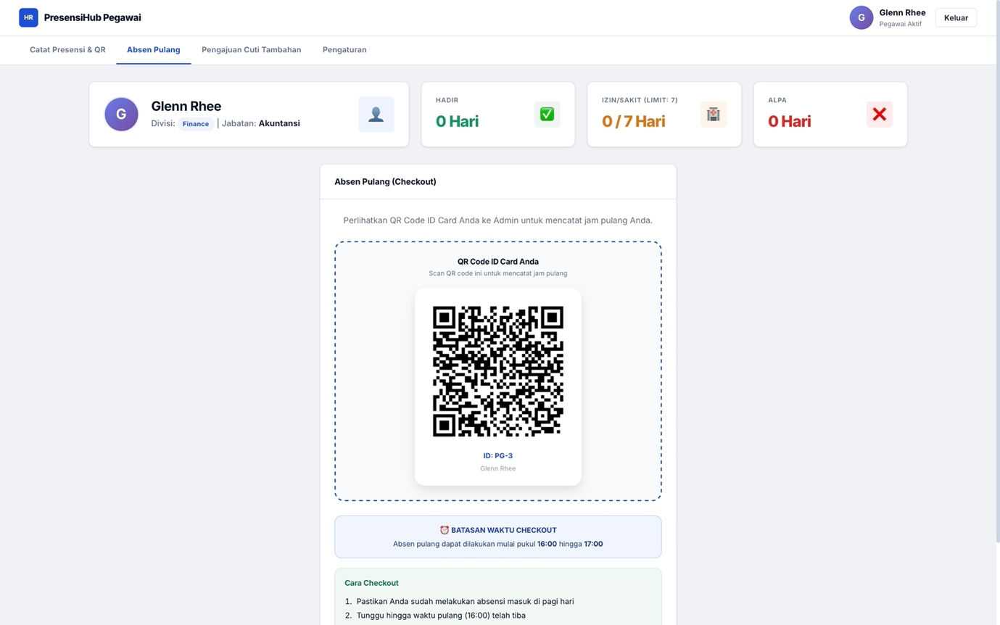 HR PresensiHub Pegawai
G Glenn Rhee
Pegawai Aktif
Keluar
Catat Presensi & QR Absen Pulang Pengajuan Cuti Tambahan Pengaturan
G
Glenn Rhee
Divisi: Finance | Jabatan: Akuntansi
HADIR
0 Hari
IZIN/SAKIT (LIMIT: 7)
0 / 7 Hari
ALPA
0 Hari
Absen Pulang (Checkout)
Perlihatkan QR Code ID Card Anda ke Admin untuk mencatat jam pulang Anda.
QR Code ID Card Anda
Scan QR code ini untuk mencatat jam pulang
ID: PG-3
Glenn Rhee
⏰ BATASAN WAKTU CHECKOUT
Absen pulang dapat dilakukan mulai pukul 16:00 hingga 17:00
Cara Checkout
1. Pastikan Anda sudah melakukan absensi masuk di pagi hari
2. Tunggu hingga waktu pulang (16:00) telah tiba